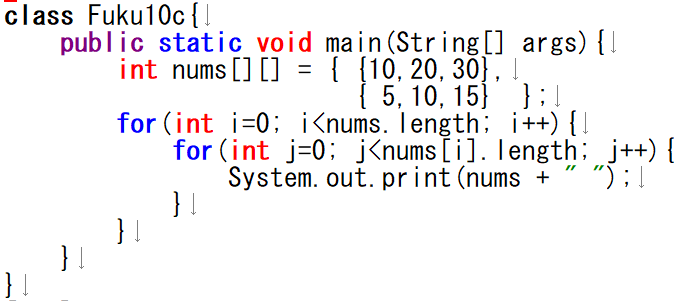 class Fuku10c{↓
    public static void main(String[] args){↓
        int nums[][] = { {10,20,30},↓
                         { 5,10,15}  };↓
        for(int i=0; i<nums.length; i++){↓
            for(int j=0; j<nums[i].length; j++){
                System.out.print(nums + " ");↓
            }↓
        }↓
    }↓
}↓